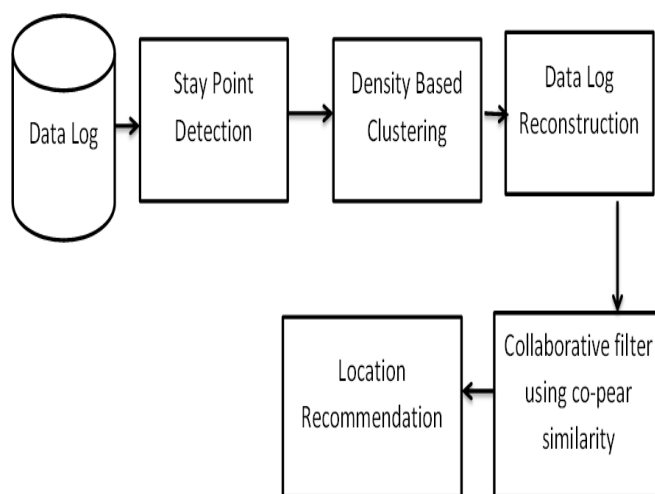 Data Log
Stay Point
Detection
Density Based
Clustering
Data Log
Reconstruction
Collaborative filter
using co-pear
similarity
Location
Recommendation